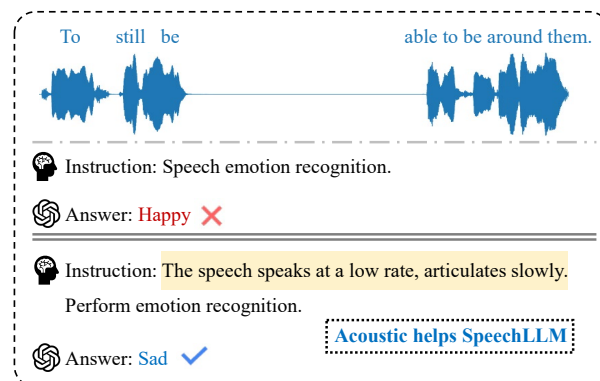 To still be able to be around them.
Instruction: Speech emotion recognition.
Answer: Happy
Instruction: The speech speaks at a low rate, articulates slowly.
Perform emotion recognition.
Acoustic helps SpeechLLM
Answer: Sad